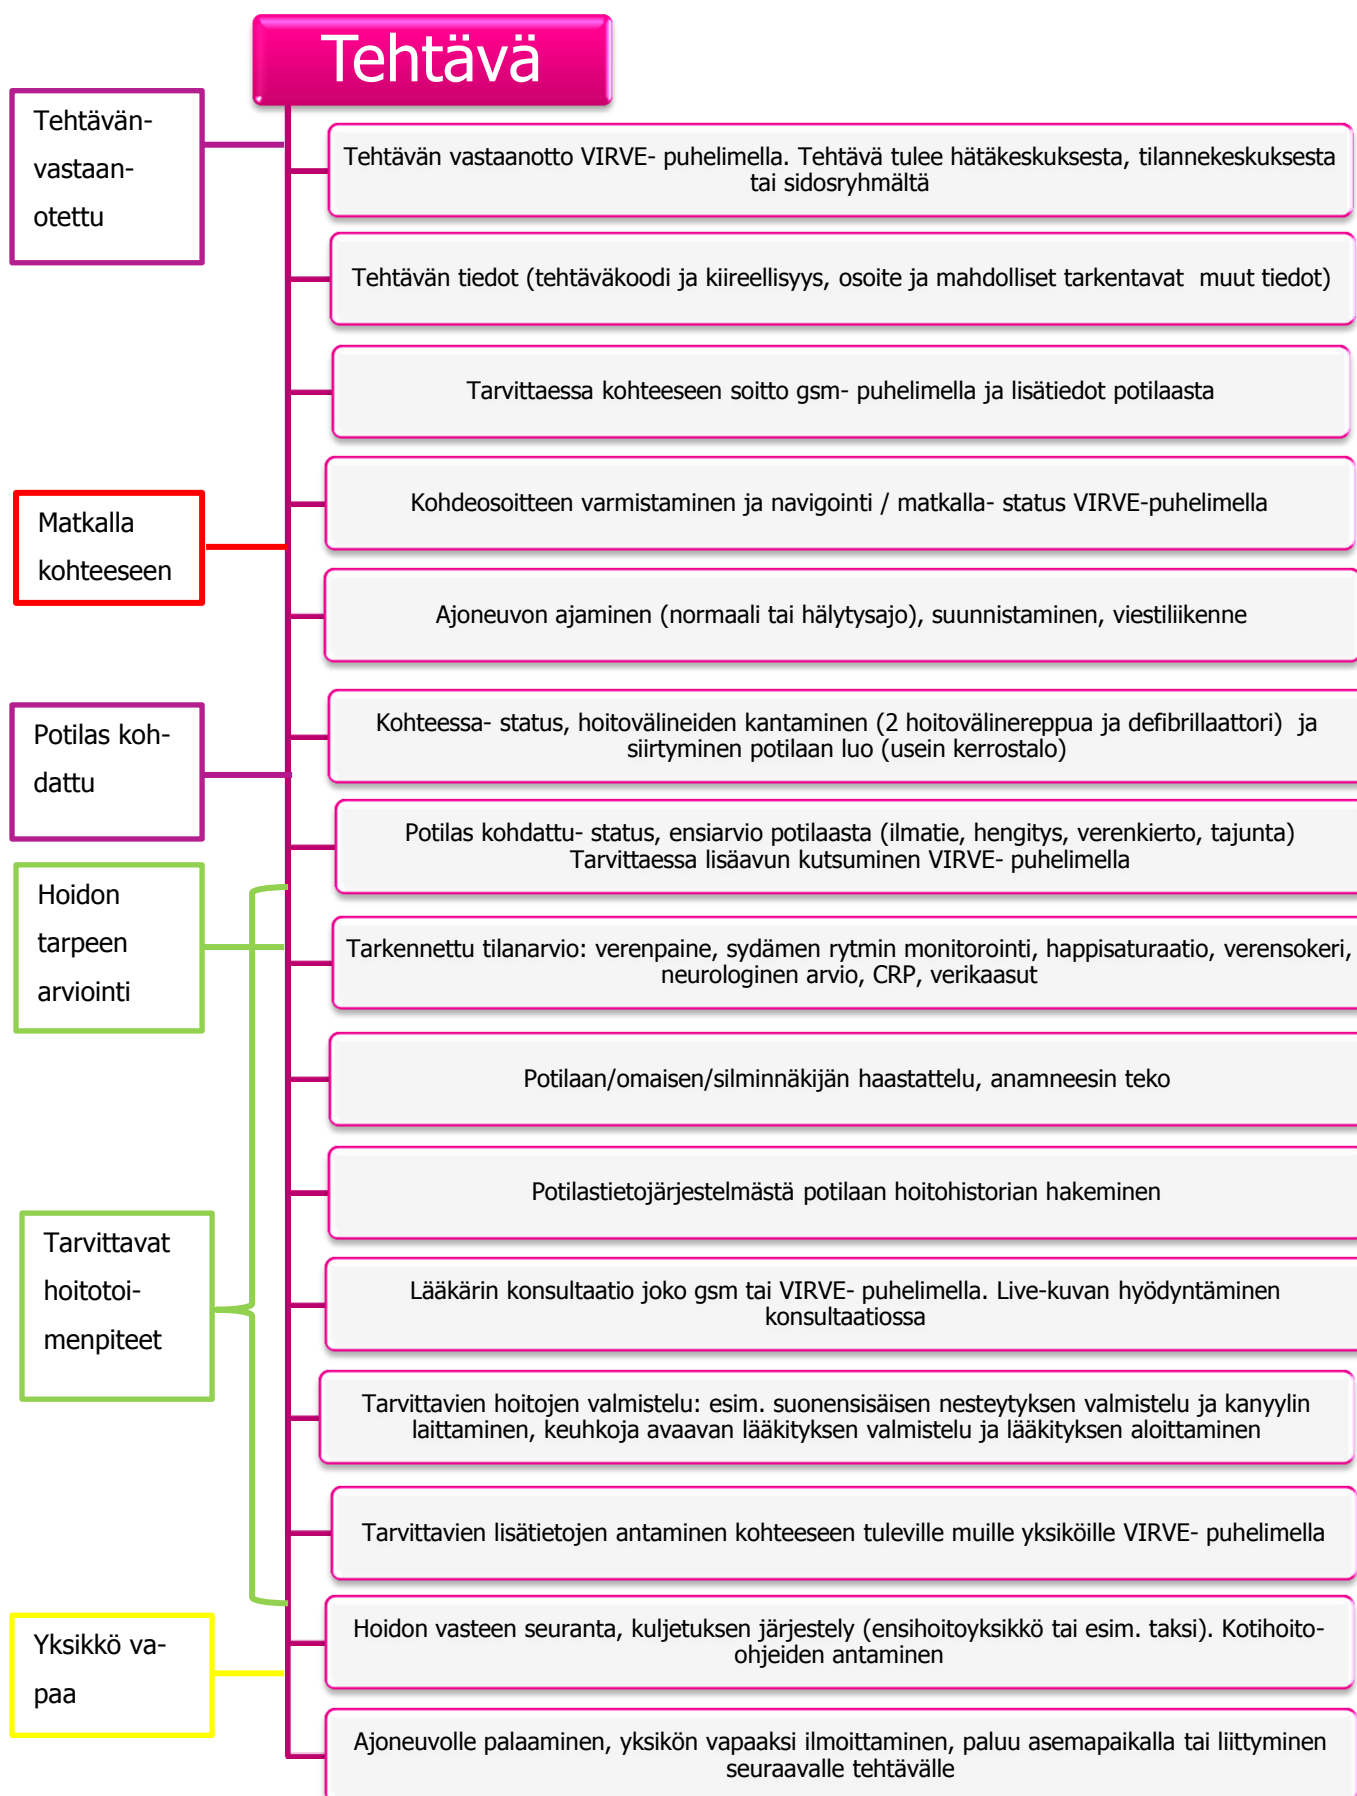 Tehtävä
Tehtävän-
vastaan-
otettu
Tehtävän vastaanotto VIRVE- puhelimella. Tehtävä tulee hätäkeskuksesta, tilannekeskuksesta
tai sidosryhmältä
Tehtävän tiedot (tehtäväkoodi ja kiireellisyys, osoite ja mahdolliset tarkentavat  muut tiedot)
Tarvittaessa kohteeseen soitto gsm- puhelimella ja lisätiedot potilaasta
Matkalla
kohteeseen
Kohdeosoitteen varmistaminen ja navigointi / matkalla- status VIRVE-puhelimella
Ajoneuvon ajaminen (normaali tai hälytysajo), suunnistaminen, viestiliikenne
Potilas koh-
dattu
Kohteessa- status, hoitovälineiden kantaminen (2 hoitovälinereppua ja defibrillaattori)  ja
siirtyminen potilaan luo (usein kerrostalo)
Potilas kohdattu- status, ensiarvio potilaasta (ilmatie, hengitys, verenkierto, tajunta)
Tarvittaessa lisäavun kutsuminen VIRVE- puhelimella
Hoidon
tarpeen
arviointi
Tarkennettu tilanarvio: verenpaine, sydämen rytmin monitorointi, happisaturaatio, verensokeri,
neurologinen arvio, CRP, verikaasut
Potilaan/omaisen/silminnäkijän haastattelu, anamneesin teko
Potilastietojärjestelmästä potilaan hoitohistorian hakeminen
Tarvittavat
hoitotoi-
menpiteet
Lääkärin konsultaatio joko gsm tai VIRVE- puhelimella. Live-kuvan hyödyntäminen
konsultaatiossa
Tarvittavien hoitojen valmistelu: esim. suonensisäisen nesteytyksen valmistelu ja kanyylin
laittaminen, keuhkoja avaavan lääkityksen valmistelu ja lääkityksen aloittaminen
Tarvittavien lisätietojen antaminen kohteeseen tuleville muille yksiköille VIRVE- puhelimella
Yksikkö va-
paa
Hoidon vasteen seuranta, kuljetuksen järjestely (ensihoitoyksikkö tai esim. taksi). Kotihoito-
ohjeiden antaminen
Ajoneuvolle palaaminen, yksikön vapaaksi ilmoittaminen, paluu asemapaikalla tai liittyminen
seuraavalle tehtävälle